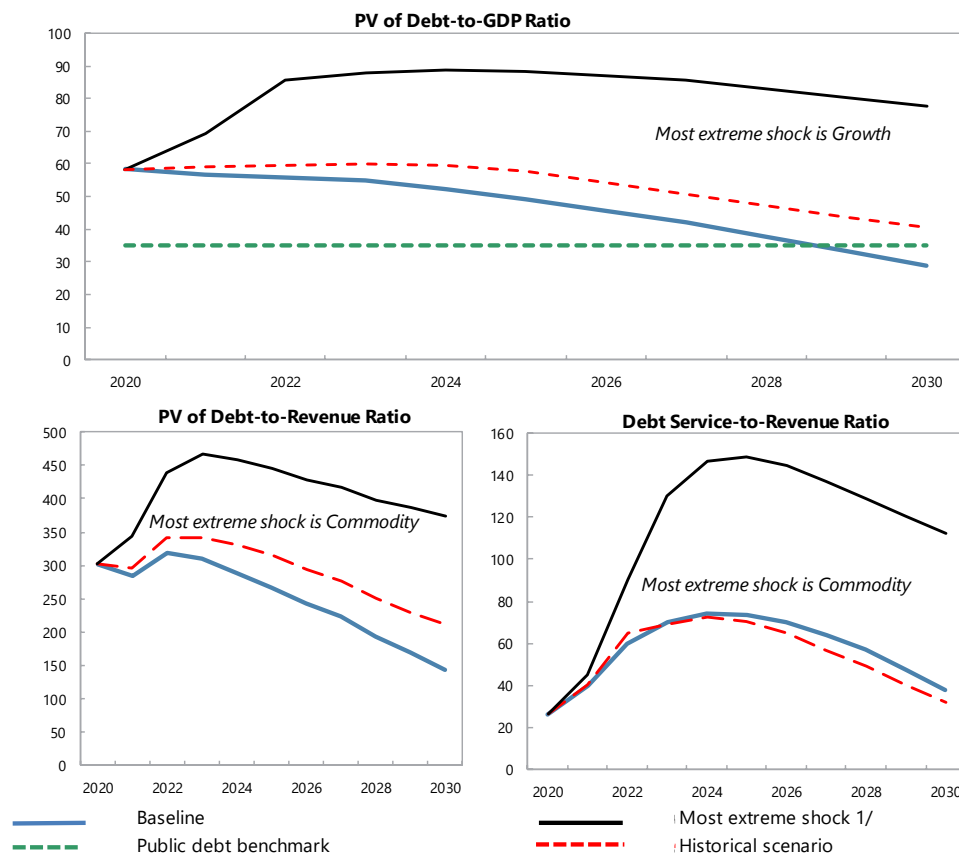 PV of Debt-to-GDP Ratio
100
90
80
70
60
50
40
30
20
10
0
Most extreme shock is Growth
2020 2022 2024 2026 2028 2030
PV of Debt-to-Revenue Ratio
500
450
400
350
300
250
200
150
100
50
0
Most extreme shock is Commodity
2020 2022 2024 2026 2028 2030
Debt Service-to-Revenue Ratio
160
140
120
100
80
60
40
20
0
Most extreme shock is Commodity
2020 2022 2024 2026 2028 2030
Baseline
Most extreme shock 1/
Public debt benchmark
Historical scenario